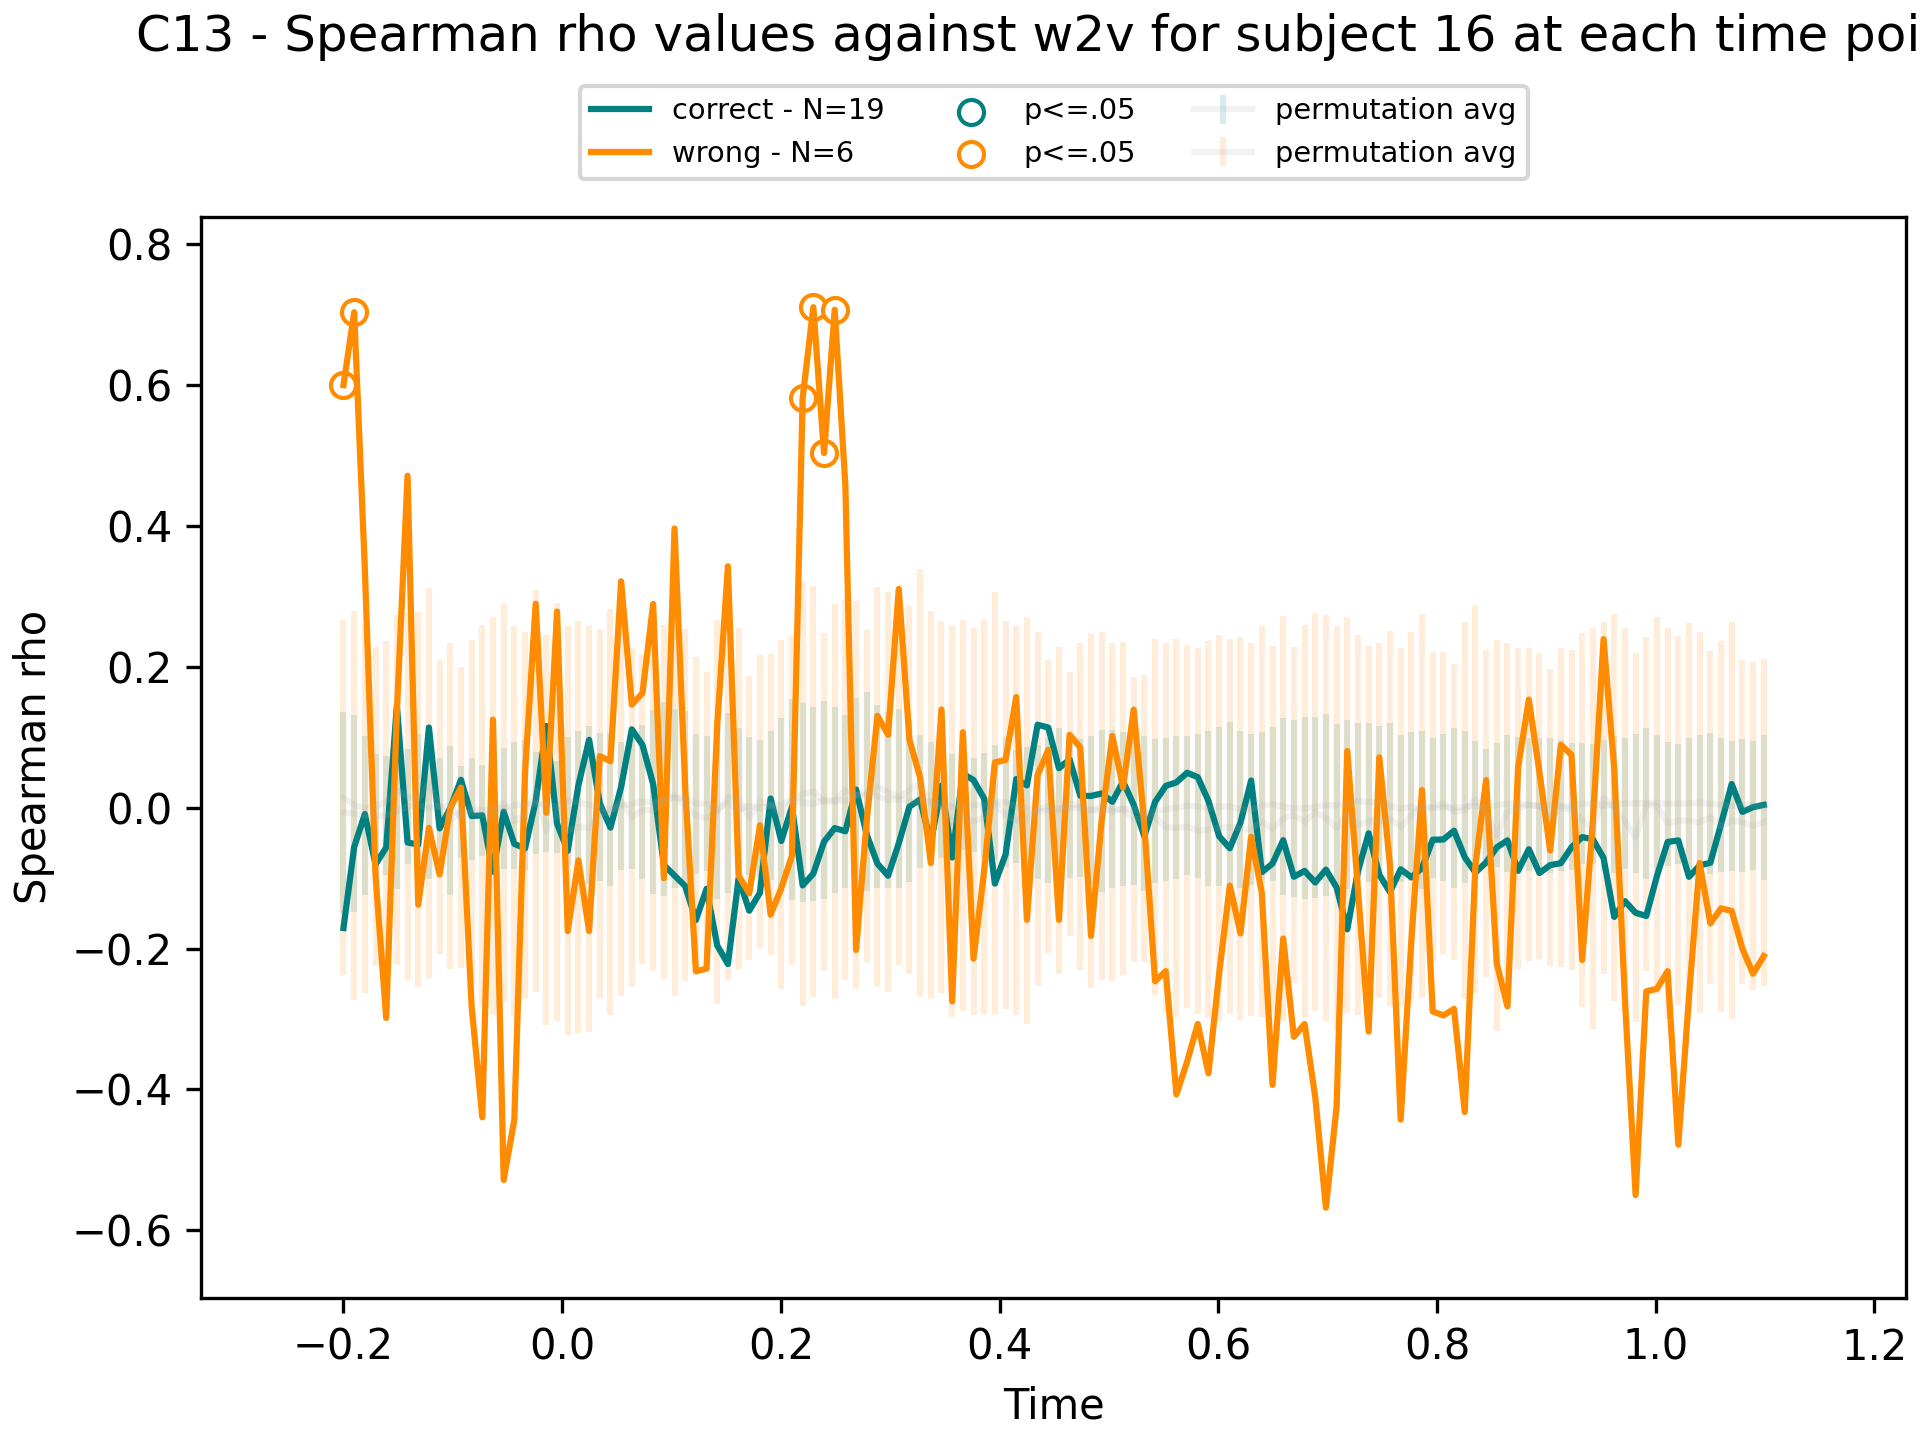 C13 - Spearman rho values against w2v for subject 16 at each time poi
correct - N=19
wrong - N=6
p<=.05
p<=.05
permutation avg
permutation avg
0.8
0.6
0.4
0.2
0.0
−0.2
−0.4
−0.6
Spearman rho
−0.2 0.0 0.2 0.4 0.6 0.8 1.0 1.2
Time